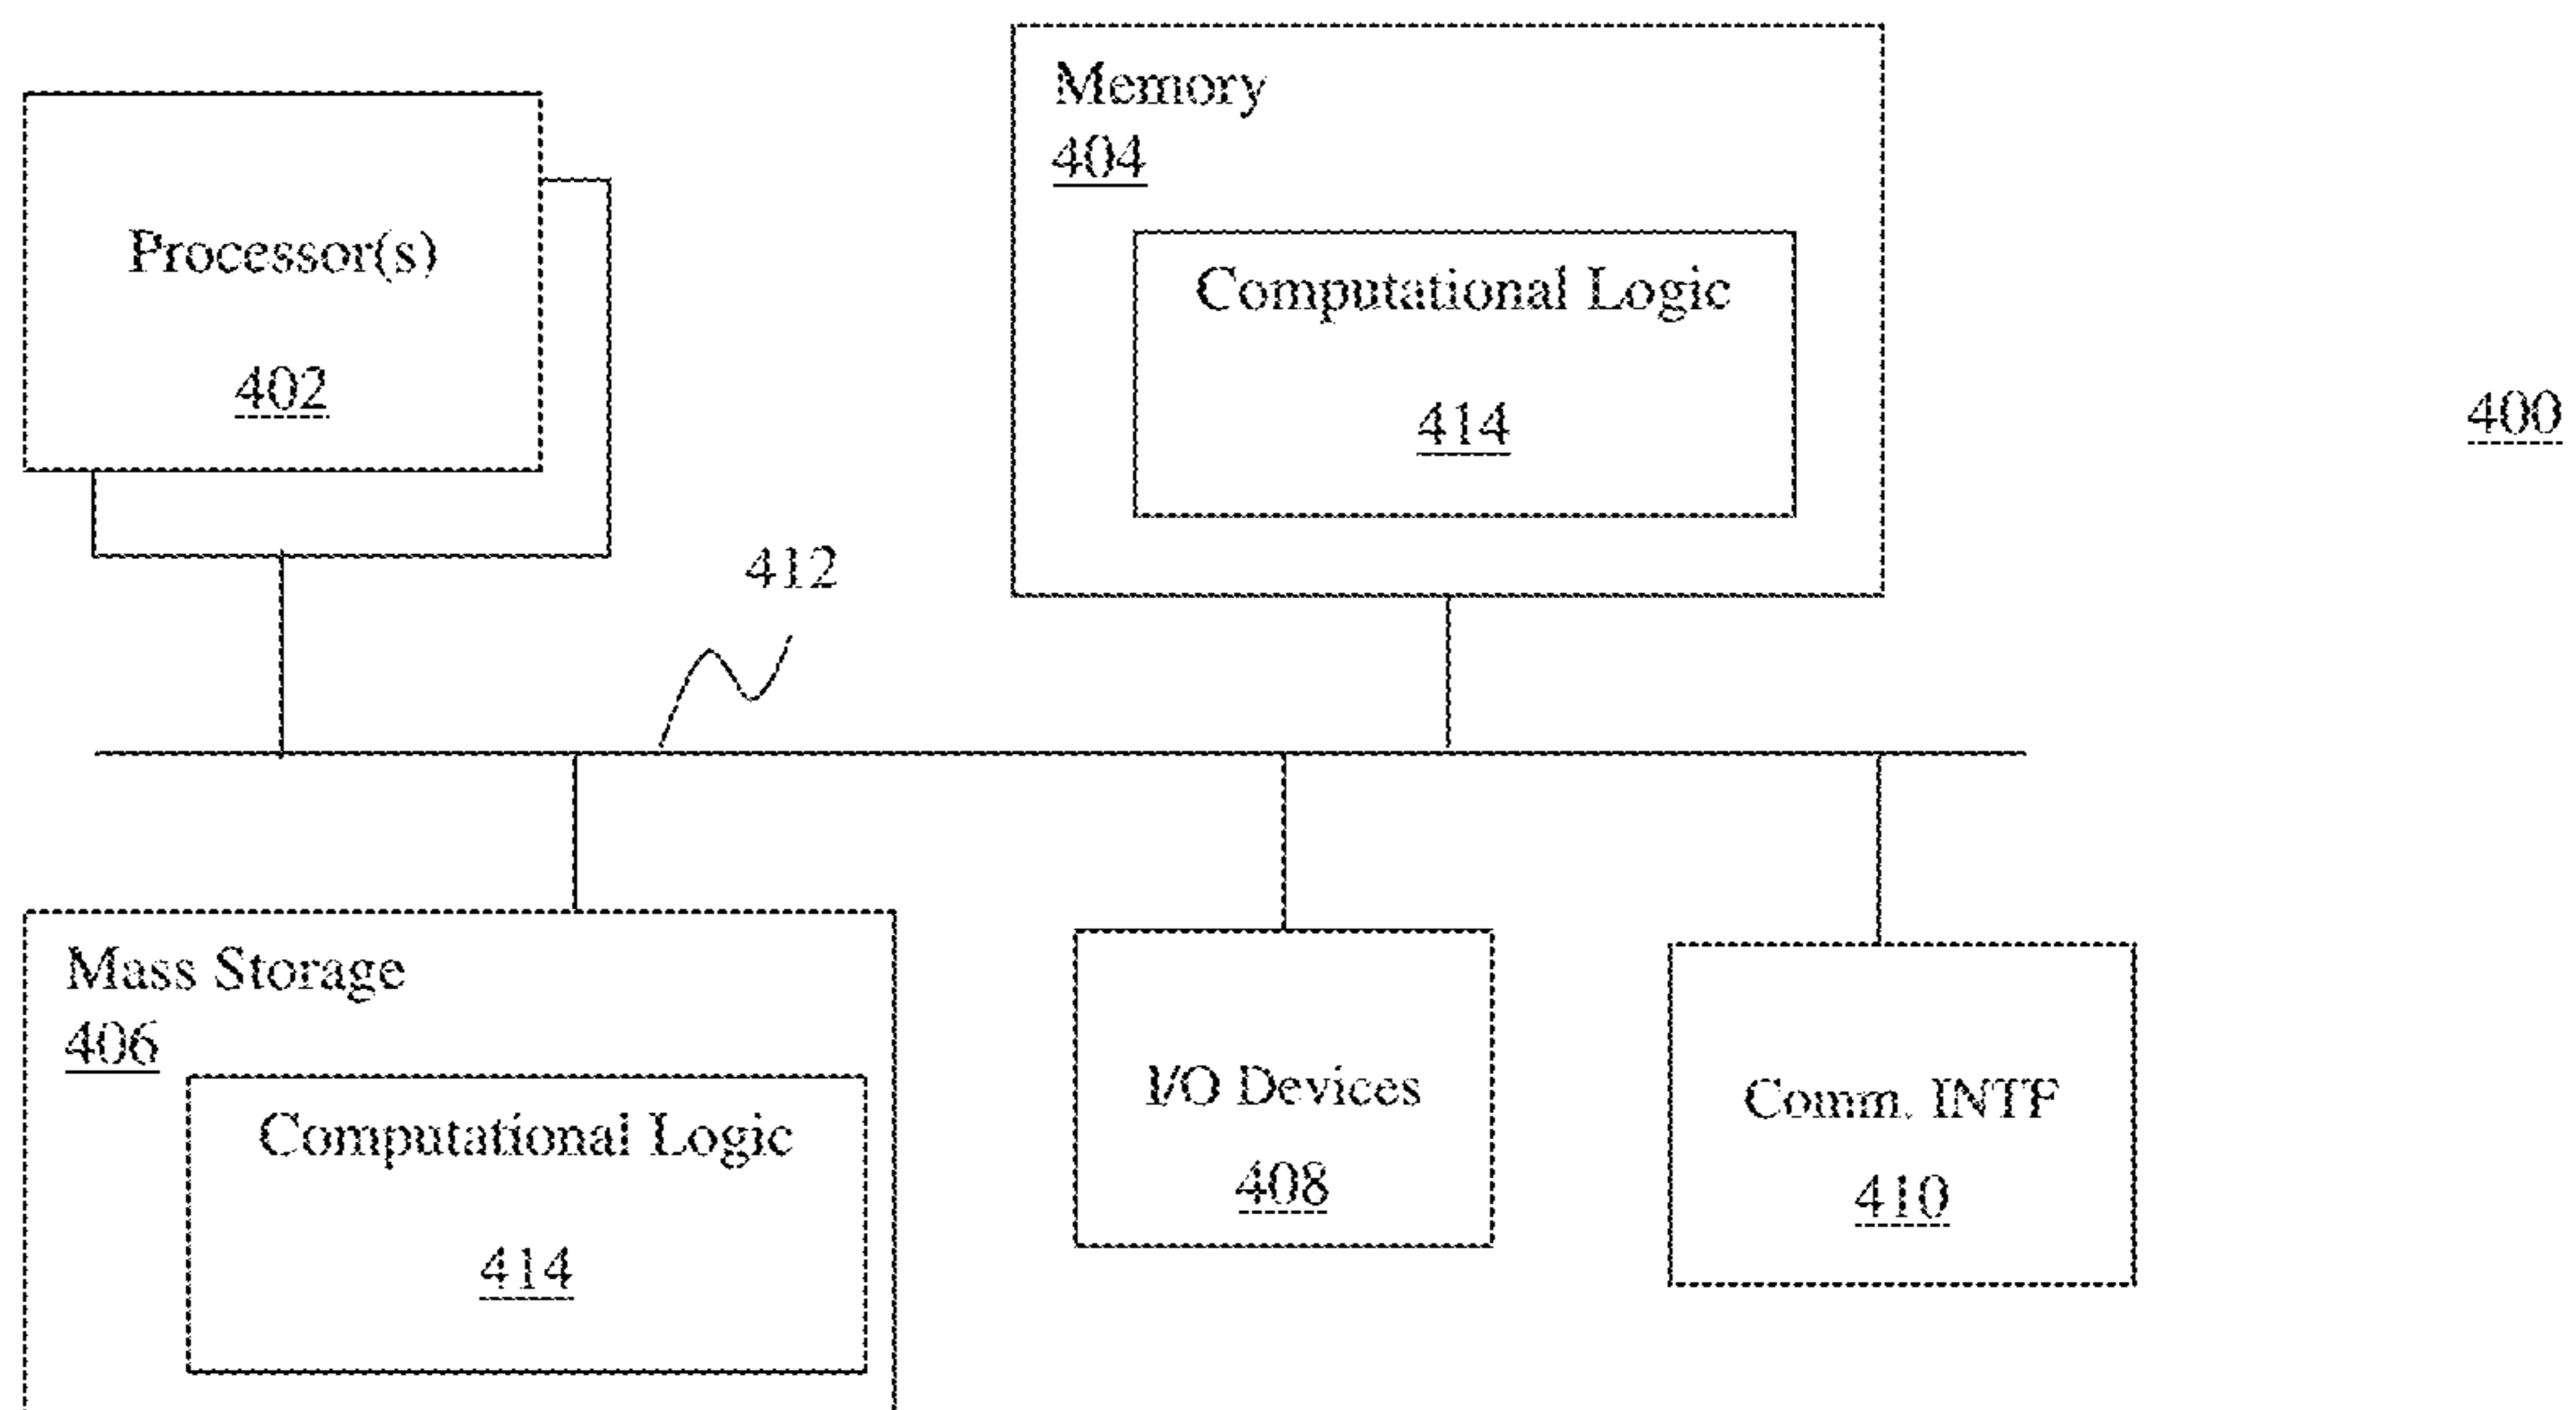 Processor(s)
402
Memory
404
Computational Logic
414
400
412
Mass Storage
406
Computational Logic
414
I/O Devices
408
Comm. INTF
410